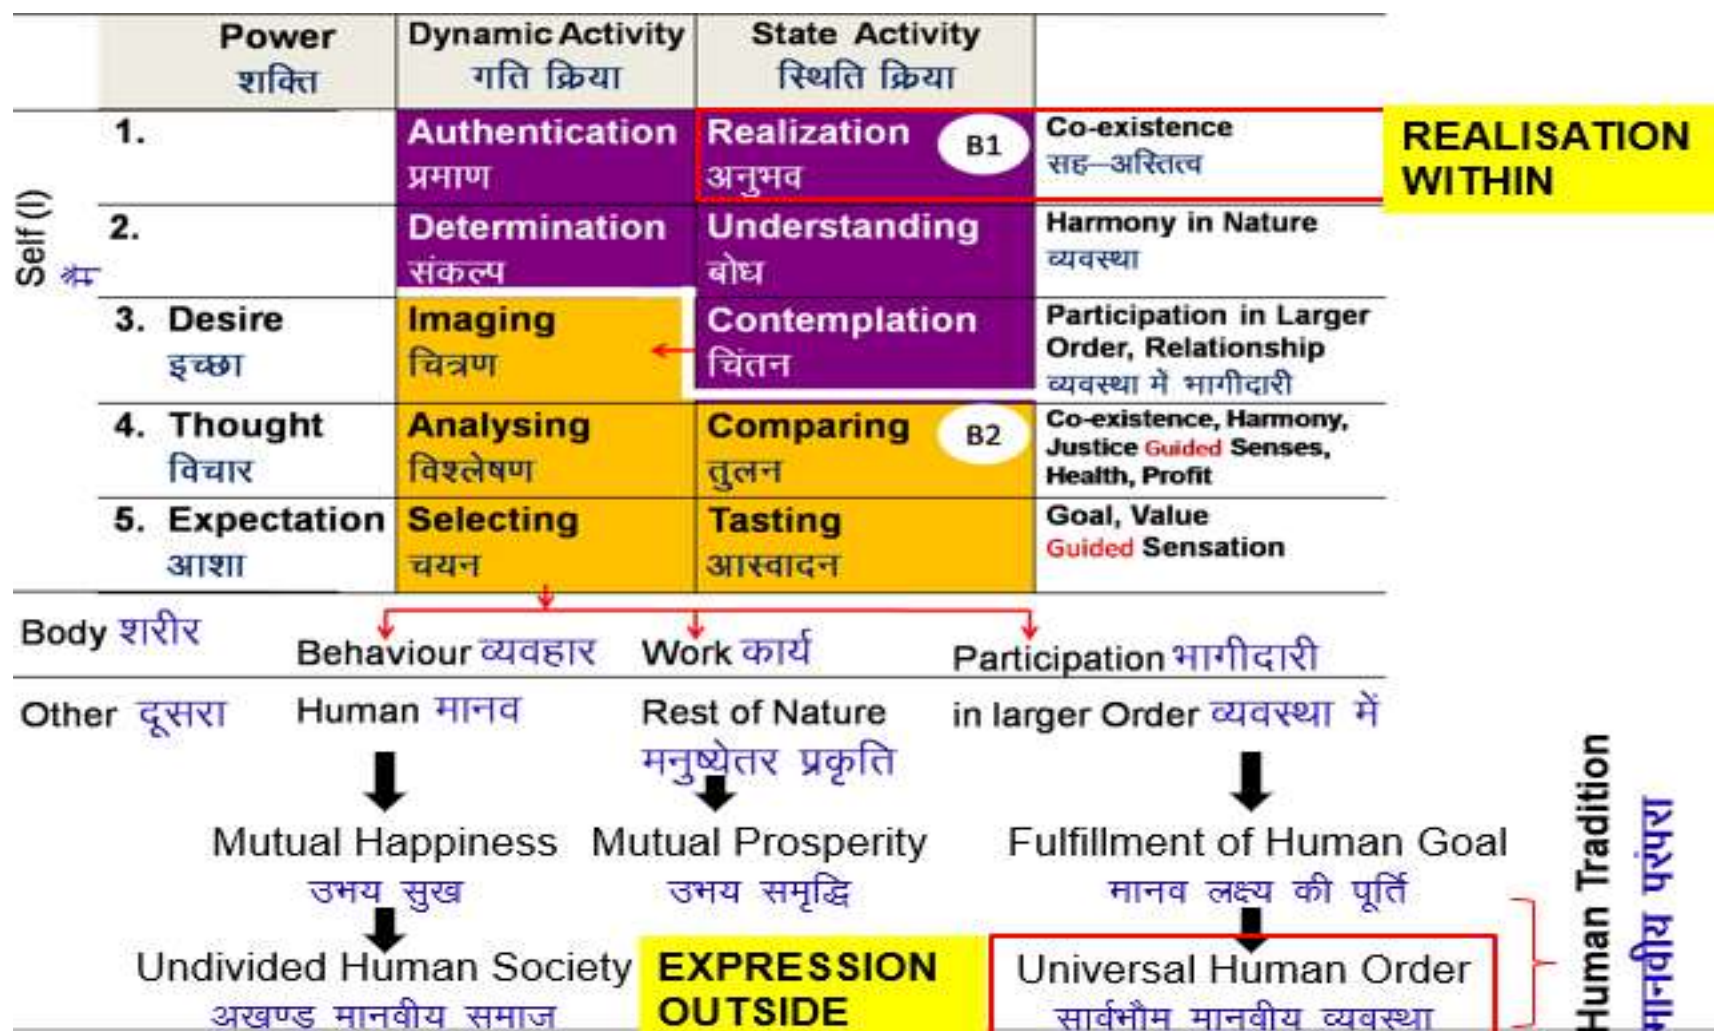 Power Dynamic Activity State Activity
शक्ति गति क्रिया स्थिति क्रिया
Self (I)
मैं
1. Authentication Realization B1 Co-existence
प्रमाण अनुभव सह–अस्तित्व
REALISATION
WITHIN
2. Determination Understanding Harmony in Nature
संकल्प बोध व्यवस्था
3. Desire Imaging Contemplation Participation in Larger
Order, Relationship
इच्छा चित्रण चिंतन व्यवस्था में भागीदारी
4. Thought Analysing Comparing B2 Co-existence, Harmony,
Justice Guided Senses,
विचार विश्लेषण तुलन Health, Profit
5. Expectation Selecting Tasting Goal, Value
आशा चयन आस्वादन Guided Sensation
Body शरीर Behaviour व्यवहार Work कार्य Participation भागीदारी
Other दूसरा Human मानव Rest of Nature in larger Order व्यवस्था में
मनुष्येतर प्रकृति
Mutual Happiness Mutual Prosperity Fulfillment of Human Goal
उभय सुख उभय समृद्धि मानव लक्ष्य की पूर्ति
Undivided Human Society EXPRESSION Universal Human Order
अखण्ड मानवीय समाज OUTSIDE सार्वभौम मानवीय व्यवस्था
Human Tradition
मानवीय परंपरा